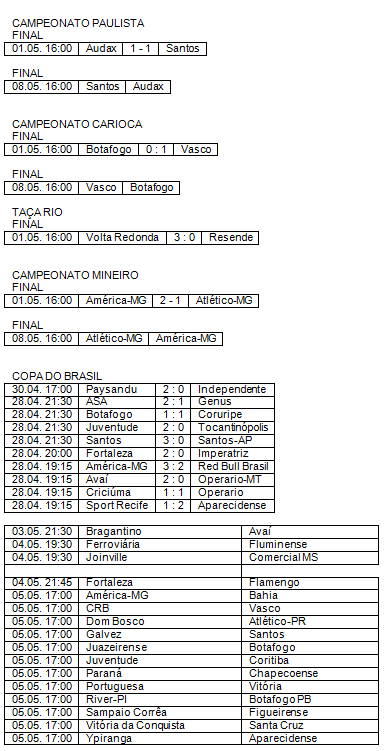 CAMPEONATO PAULISTA
FINAL
01.05. 16:00 Audax 1 - 1 Santos
FINAL
08.05. 16:00 Santos Audax
CAMPEONATO CARIOCA
FINAL
01.05. 16:00 Botafogo 0 : 1 Vasco
FINAL
08.05. 16:00 Vasco Botafogo
TAÇA RIO
FINAL
01.05. 16:00 Volta Redonda 3 : 0 Resende
CAMPEONATO MINEIRO
FINAL
01.05. 16:00 América-MG 2 - 1 Atlético-MG
FINAL
08.05. 16:00 Atlético-MG América-MG
COPA DO BRASIL
30.04. 17:00 Paysandu 2 : 0 Independente
28.04. 21:30 ASA 2 : 1 Genus
28.04. 21:30 Botafogo 1 : 1 Coruripe
28.04. 21:30 Juventude 2 : 0 Tocantinópolis
28.04. 21:30 Santos 3 : 0 Santos-AP
28.04. 20:00 Fortaleza 2 : 0 Imperatriz
28.04. 19:15 América-MG 3 : 2 Red Bull Brasil
28.04. 19:15 Avaí 2 : 0 Operario-MT
28.04. 19:15 Criciúma 1 : 1 Operario
28.04. 19:15 Sport Recife 1 : 2 Aparecidense
03.05. 21:30 Bragantino Avaí
04.05. 19:30 Ferroviária Fluminense
04.05. 19:30 Joinville Comercial MS
04.05. 21:45 Fortaleza Flamengo
05.05. 17:00 América-MG Bahia
05.05. 17:00 CRB Vasco
05.05. 17:00 Dom Bosco Atlético-PR
05.05. 17:00 Galvez Santos
05.05. 17:00 Juazeirense Botafogo
05.05. 17:00 Juventude Coritiba
05.05. 17:00 Paraná Chapecoense
05.05. 17:00 Portuguesa Vitória
05.05. 17:00 River-PI Botafogo PB
05.05. 17:00 Sampaio Corrêa Figueirense
05.05. 17:00 Vitória da Conquista Santa Cruz
05.05. 17:00 Ypiranga Aparecidense